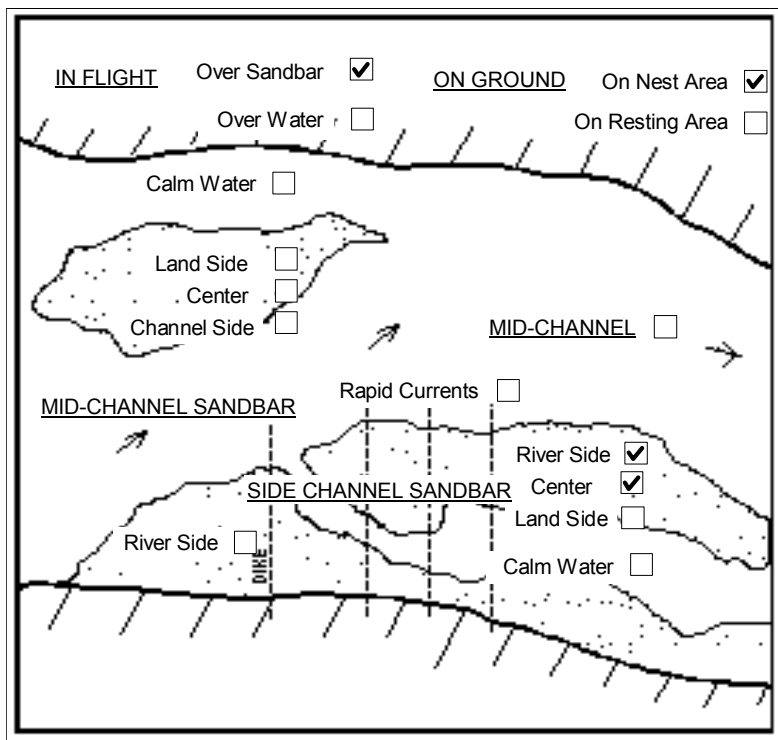 IN FLIGHT Over Sandbar ON GROUND On Nest Area
Over Water On Resting Area
Calm Water
Land Side
Center
Channel Side
MID-CHANNEL
Rapid Currents
MID-CHANNEL SANDBAR
River Side
SIDE CHANNEL SANDBAR Center
Land Side
River Side
DIKE
Calm Water